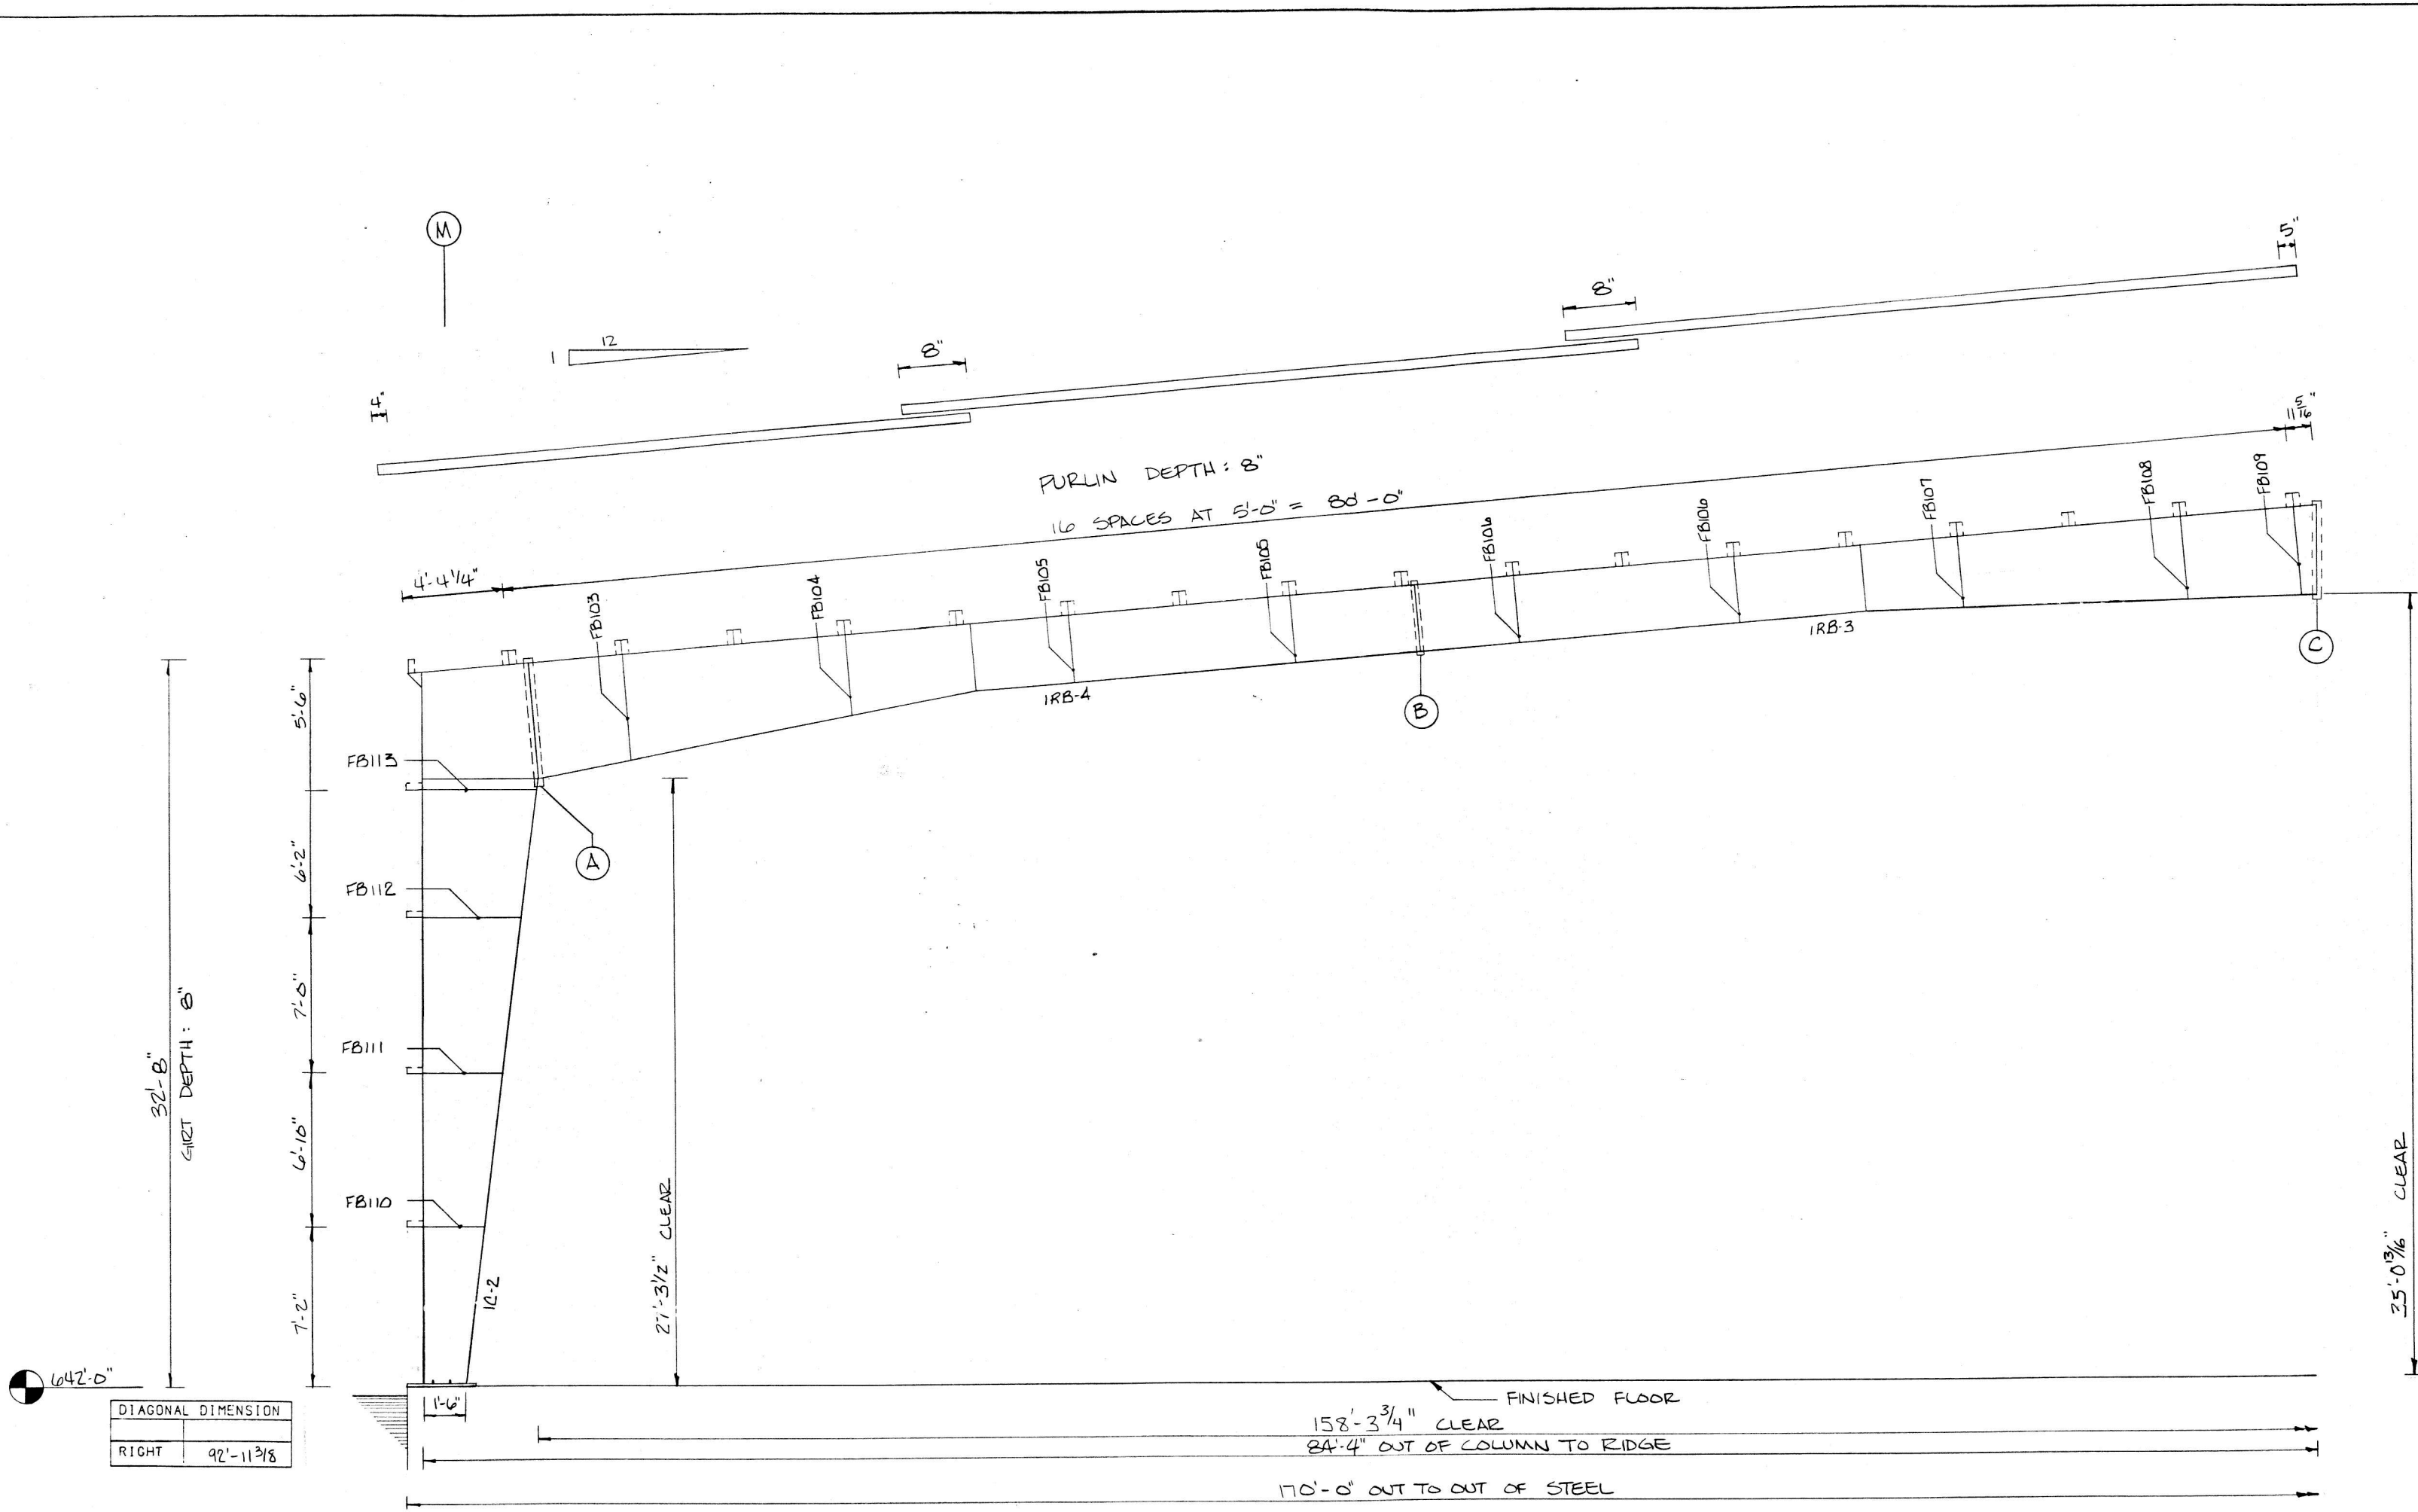 M
5"
8"
8"
12
1
4"
11 5/16"
PURLIN DEPTH: 8"
16 SPACES AT 5'-0" = 80'-0"
4'-4 1/4"
FB103
FB104
FB105
FB105
FB106
FB106
FB107
FB108
FB109
1RB-4
1RB-3
A
B
C
5'-6"
6'-2"
7'-0"
6'-10"
7'-2"
FB113
FB112
FB111
FB110
32'-8"
GIRT DEPTH: 8"
1C-2
27'-3 1/2" CLEAR
35'-0 13/16" CLEAR
642'-0"
DIAGONAL DIMENSION
RIGHT 92'-11 3/8
1'-6"
FINISHED FLOOR
158'-3 3/4" CLEAR
84'-4" OUT OF COLUMN TO RIDGE
170'-0" OUT TO OUT OF STEEL